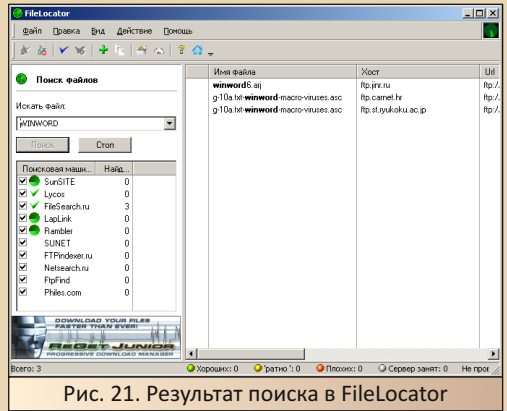 FileLocator
Файл Правка Вид Действие Помощь
Поиск файлов
Искать файл:
WINWORD
Поиск Стоп
Поисковая маши... Найд...
SunSITE 0
Lycos 0
FileSearch.ru 3
LapLink 0
Rambler 0
SUNET 0
FTPindexer.ru 0
Netsearch.ru 0
FtpFind 0
Philes.com 0
Имя файла Хост Url
winword6.arj ftp.jinr.ru ftp:/.
g-10a.txt-winword-macro-viruses.asc ftp.carnet.hr ftp:/.
g-10a.txt-winword-macro-viruses.asc ftp.st.ryukoku.ac.jp ftp:/.
DOWNLOAD YOUR FILES
FASTER THAN EVER!
REGET JUNIOR
PROGRESSIVE DOWNLOAD MANAGER
Всего: 3 Хороших: 0 'ратно ': 0 Плохих: 0 Сервер занят: 0 Не прог
Рис. 21. Результат поиска в FileLocator